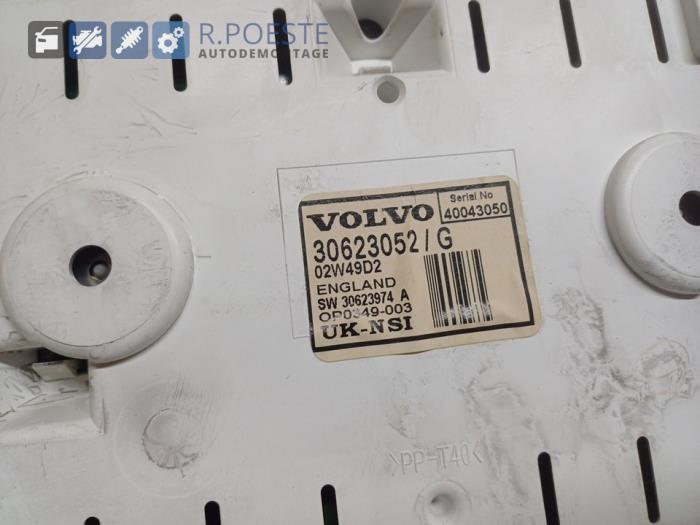 R.POESTE
AUTODEMONTAGE
VOLVO
Serial No
40043050
30623052/G
02W49D2
ENGLAND
SW 30623974 A
OP0349-003
UK-NSI
>PP-T40<